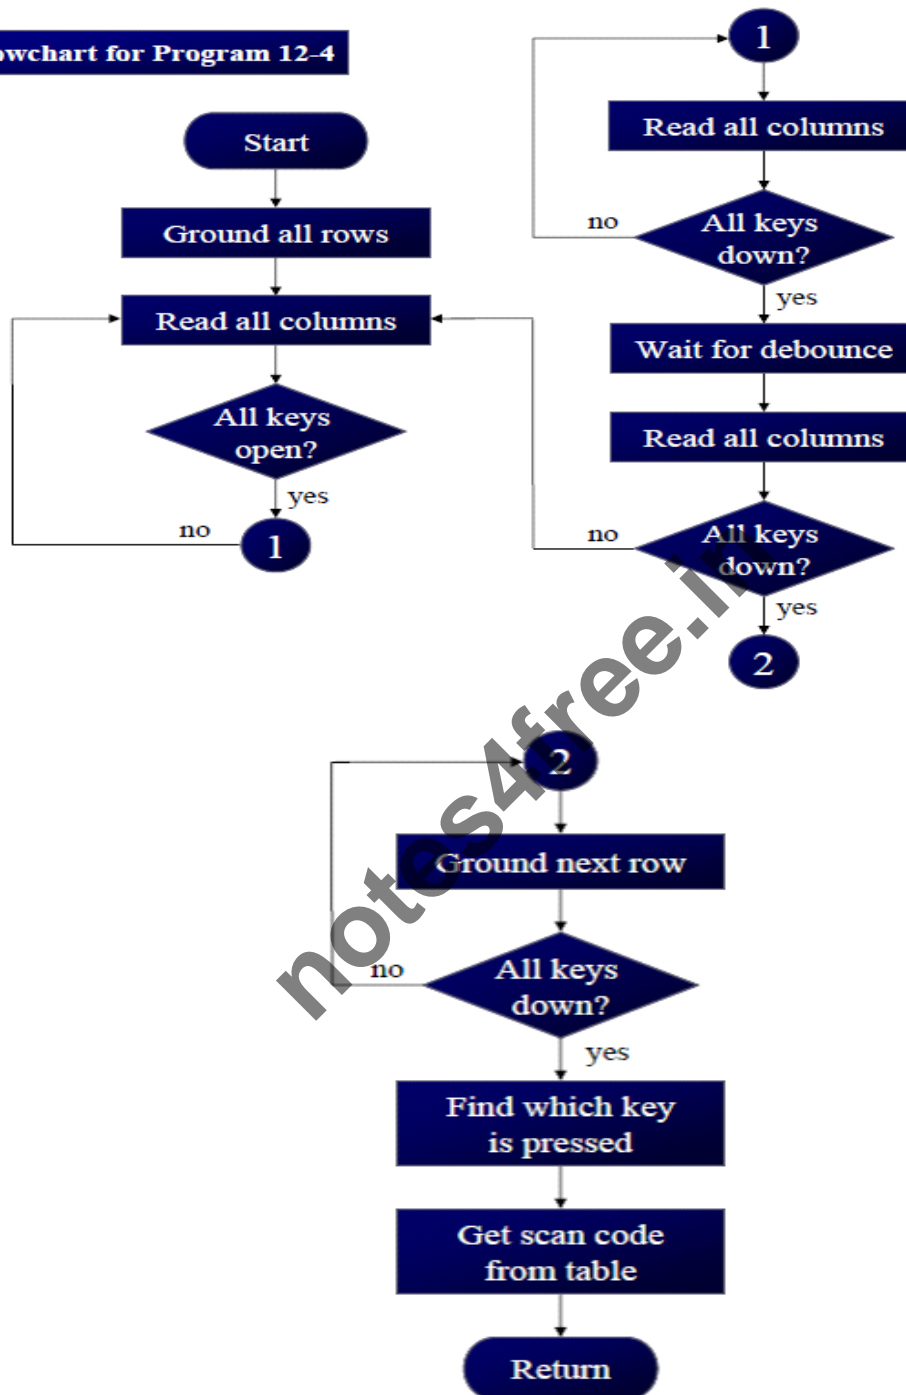 owchart for Program 12-4
Start
Ground all rows
Read all columns
All keys
open?
yes
no
1
1
Read all columns
All keys
down?
no
yes
Wait for debounce
Read all columns
All keys
down?
no
yes
2
2
Ground next row
All keys
down?
no
yes
Find which key
is pressed
Get scan code
from table
Return
notes4free.in